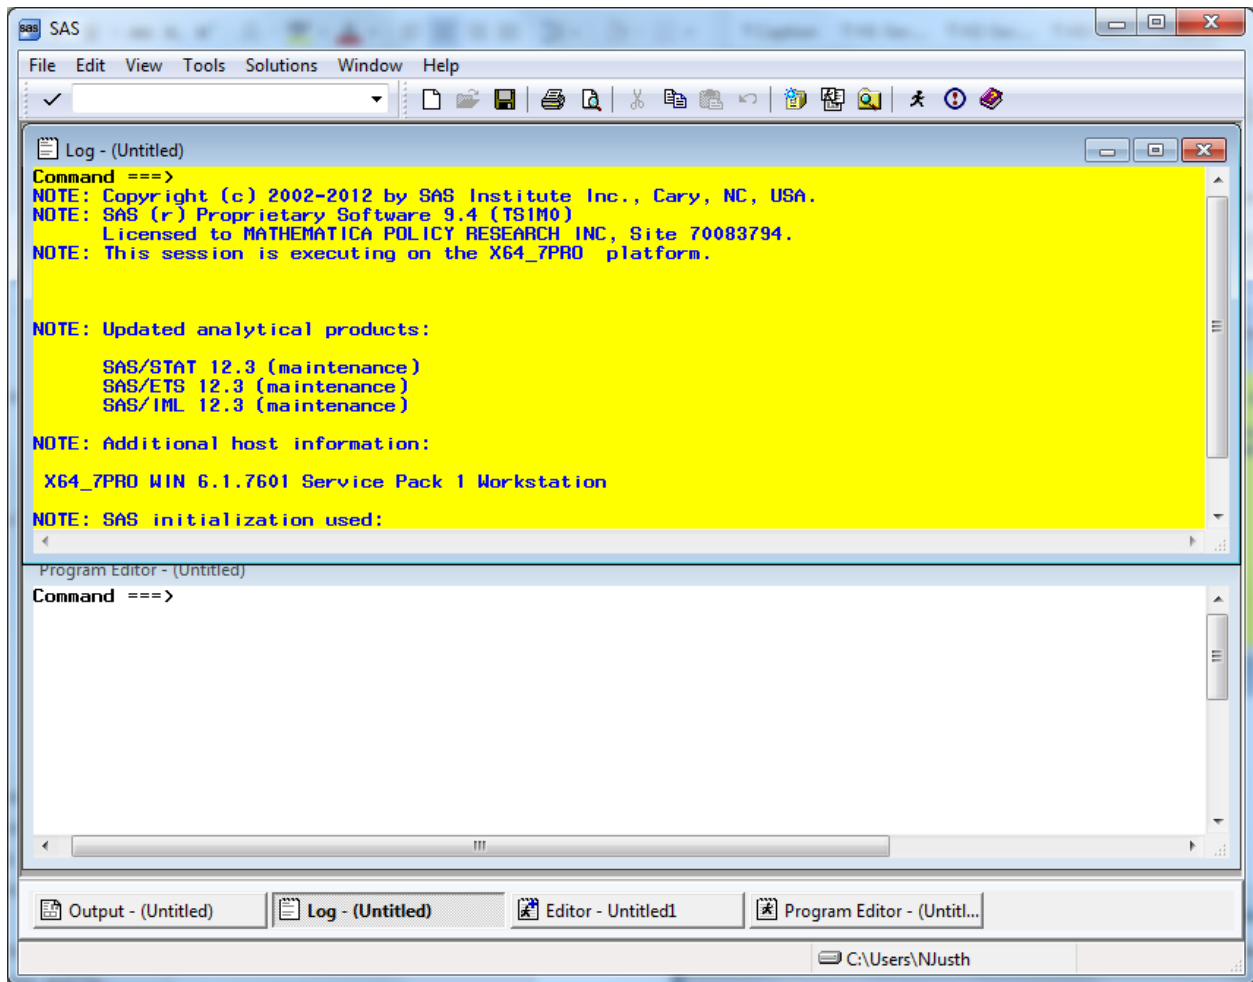 SAS
File Edit View Tools Solutions Window Help
Log - (Untitled)
Command ===>
NOTE: Copyright (c) 2002-2012 by SAS Institute Inc., Cary, NC, USA.
NOTE: SAS (r) Proprietary Software 9.4 (TS1M0)
Licensed to MATHEMATICA POLICY RESEARCH INC, Site 70083794.
NOTE: This session is executing on the X64_7PRO platform.
NOTE: Updated analytical products:
SAS/STAT 12.3 (maintenance)
SAS/ETS 12.3 (maintenance)
SAS/IML 12.3 (maintenance)
NOTE: Additional host information:
X64_7PRO WIN 6.1.7601 Service Pack 1 Workstation
NOTE: SAS initialization used:
Program Editor - (Untitled)
Command ===>
Output - (Untitled) Log - (Untitled) Editor - Untitled1 Program Editor - (Untitl...
C:\Users\NJusth